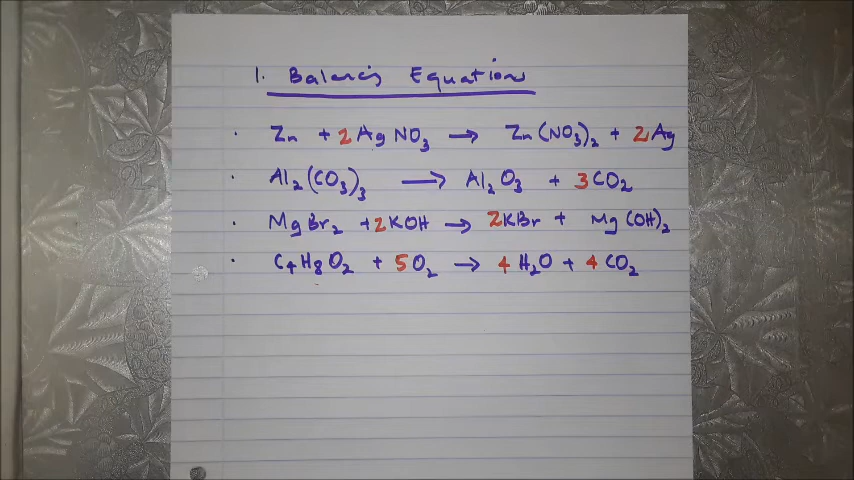 1. Balancing Equations
· Zn + 2AgNO₃ → Zn(NO₃)₂ + 2Ag
· Al₂(CO₃)₃ → Al₂O₃ + 3CO₂
· MgBr₂ + 2KOH → 2KBr + Mg(OH)₂
· C₄H₈O₂ + 5O₂ → 4H₂O + 4CO₂